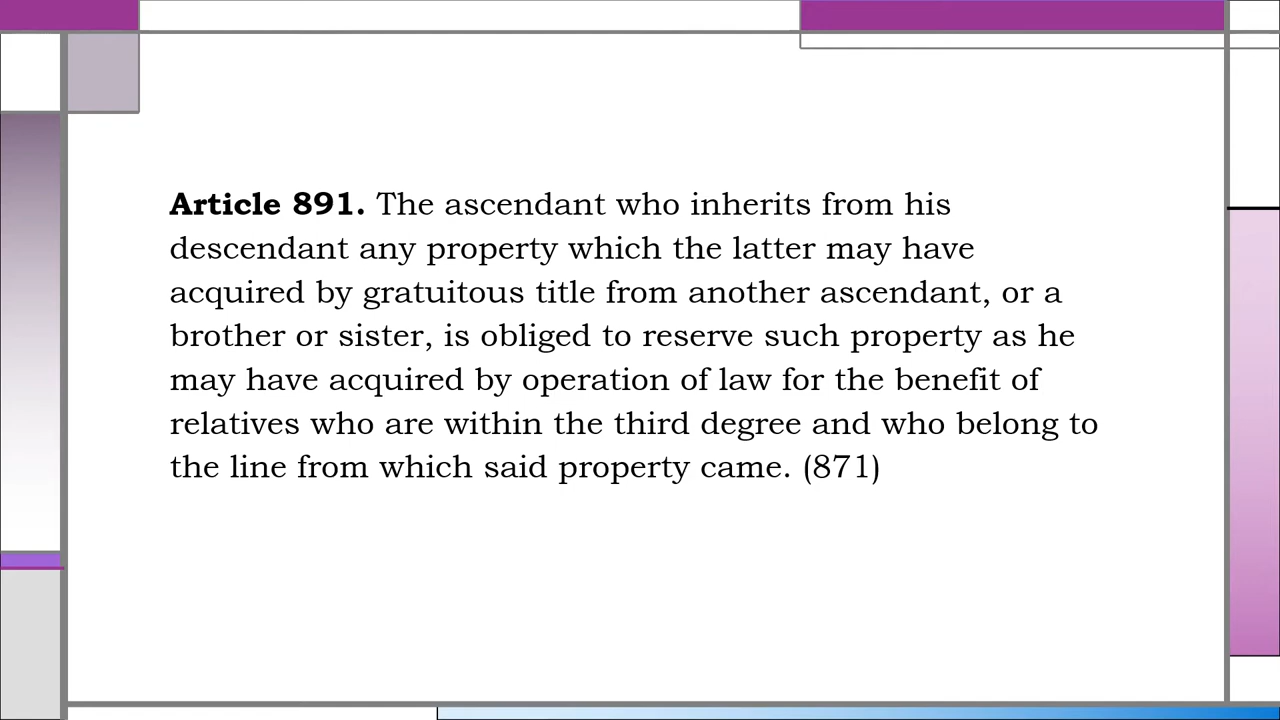 Article 891. The ascendant who inherits from his
descendant any property which the latter may have
acquired by gratuitous title from another ascendant, or a
brother or sister, is obliged to reserve such property as he
may have acquired by operation of law for the benefit of
relatives who are within the third degree and who belong to
the line from which said property came. (871)